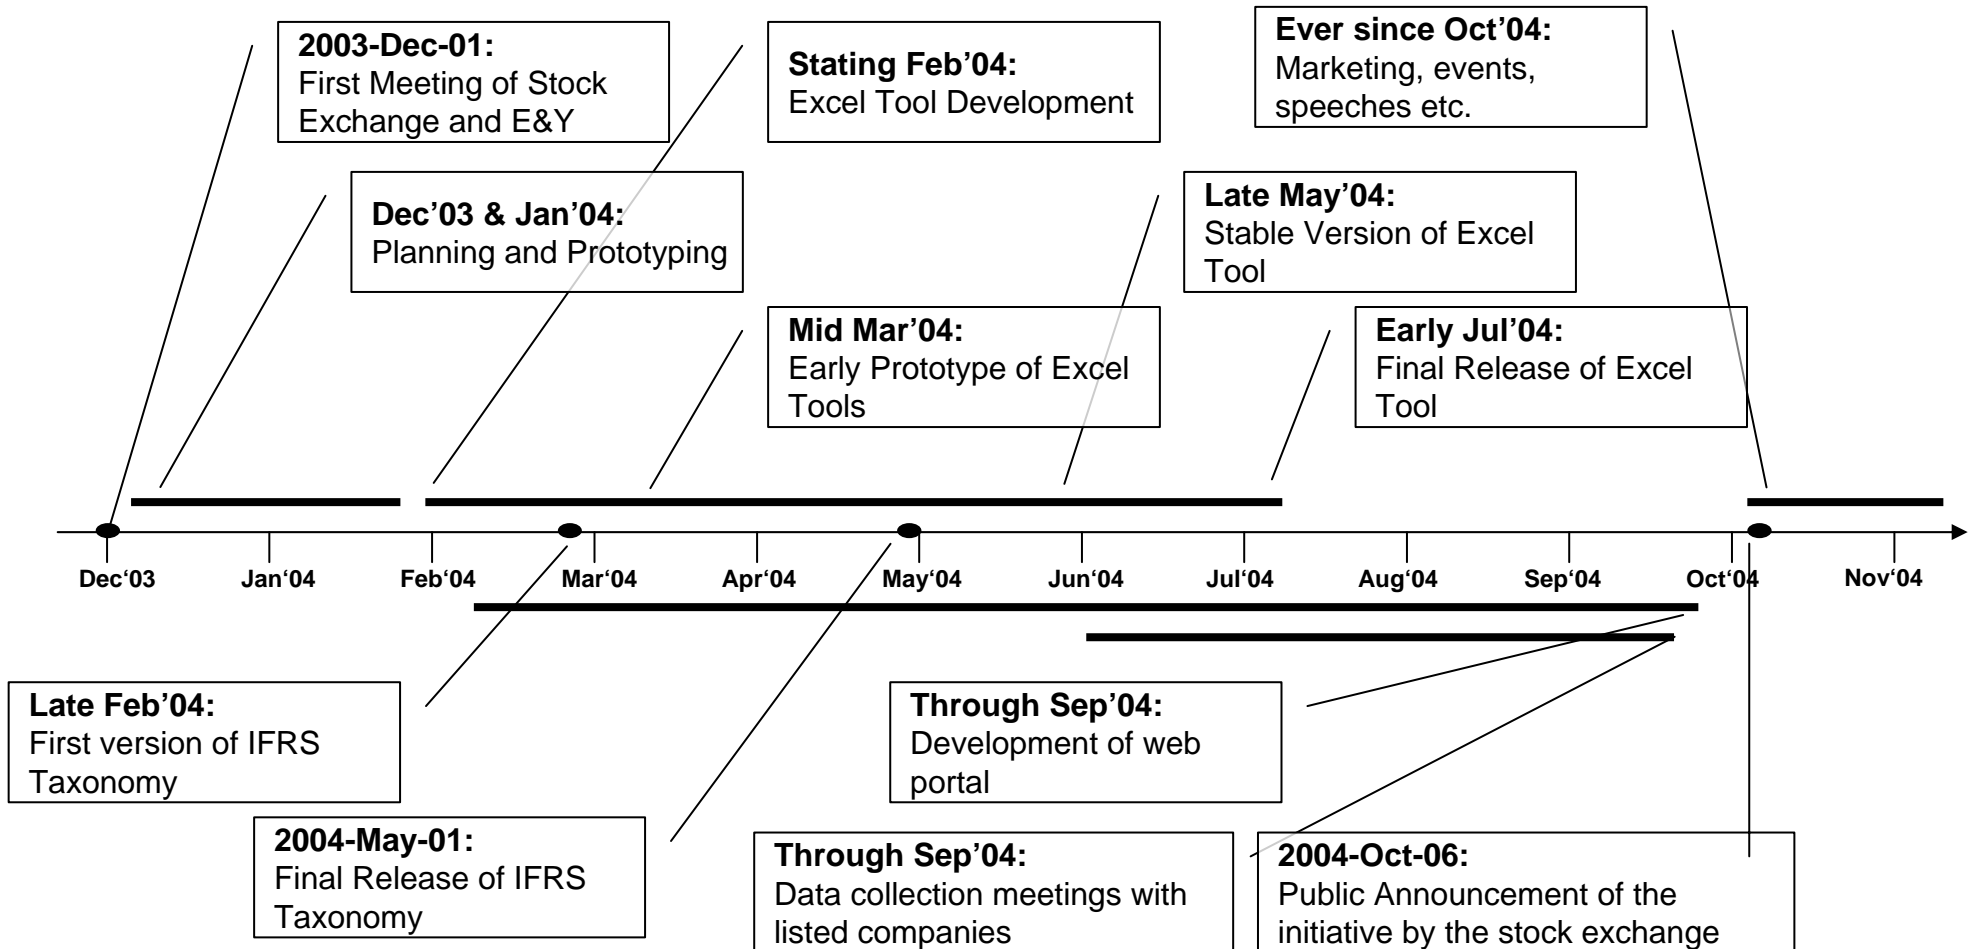 2003-Dec-01:
First Meeting of Stock
Exchange and E&Y
Stating Feb’04:
Excel Tool Development
Ever since Oct’04:
Marketing, events,
speeches etc.
Dec’03 & Jan’04:
Planning and Prototyping
Late May’04:
Stable Version of Excel
Tool
Mid Mar’04:
Early Prototype of Excel
Tools
Early Jul’04:
Final Release of Excel
Tool
Dec‘03 Jan‘04 Feb‘04 Mar‘04 Apr‘04 May‘04 Jun‘04 Jul‘04 Aug‘04 Sep‘04 Oct‘04 Nov‘04
Late Feb’04:
First version of IFRS
Taxonomy
Through Sep’04:
Development of web
portal
2004-May-01:
Final Release of IFRS
Taxonomy
Through Sep’04:
Data collection meetings with
listed companies
2004-Oct-06:
Public Announcement of the
initiative by the stock exchange